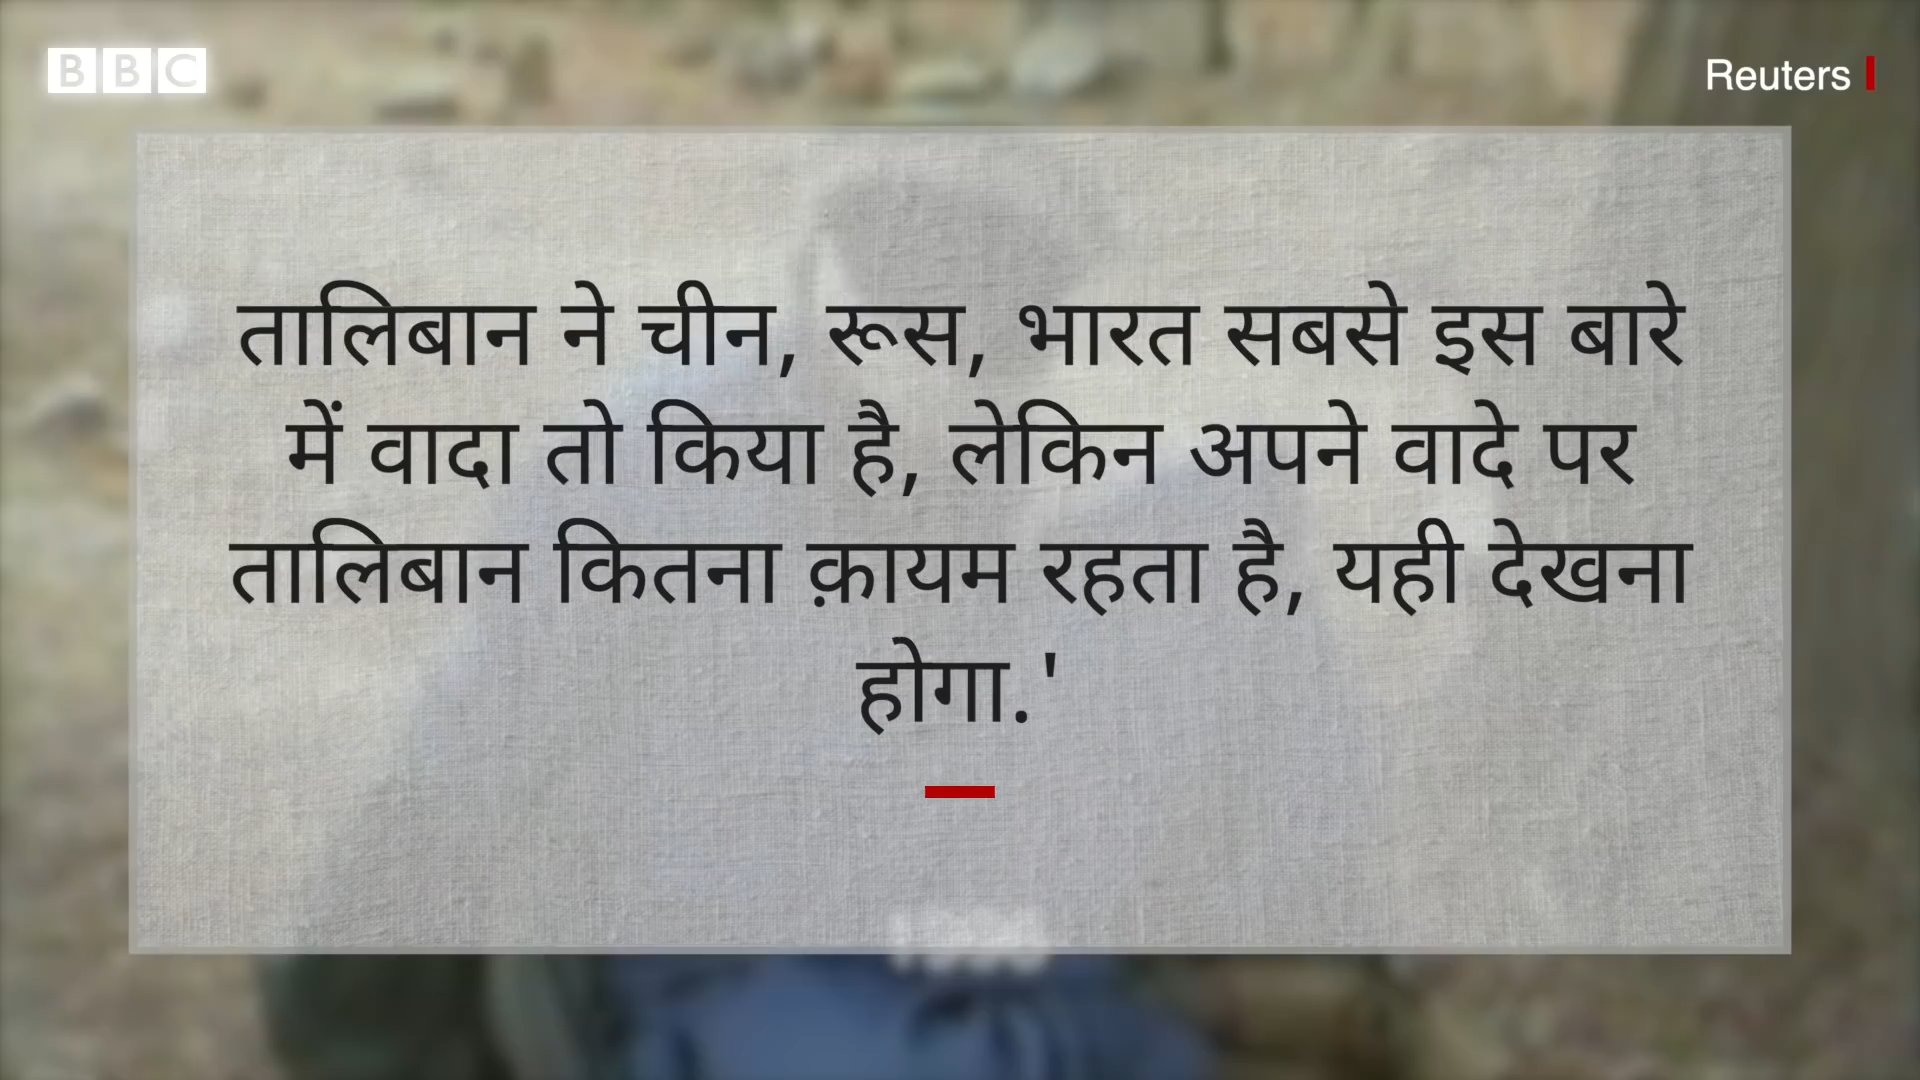 BBC
Reuters
तालिबान ने चीन, रूस, भारत सबसे इस बारे
में वादा तो किया है, लेकिन अपने वादे पर
तालिबान कितना क़ायम रहता है, यही देखना
होगा.'